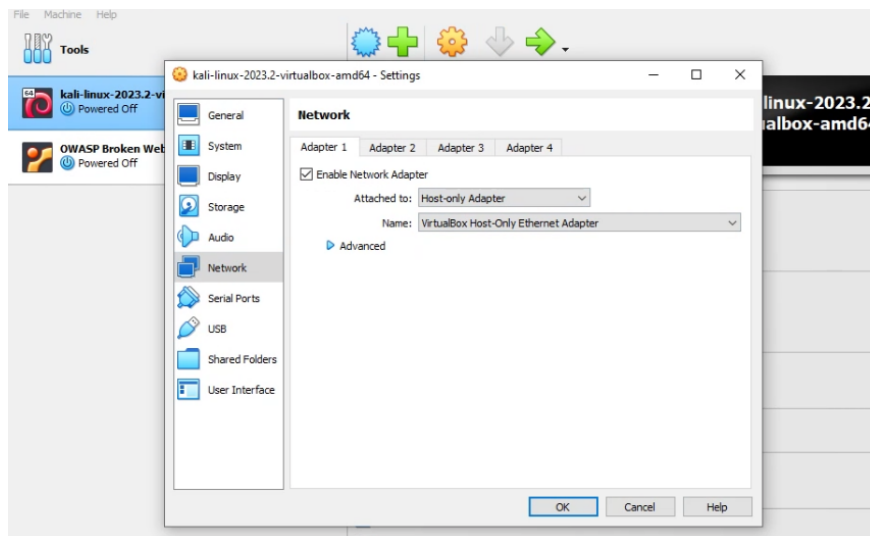 File Machine Help
Tools
kali-linux-2023.2-virtualbox-amd64 - Settings
64 kali-linux-2023.2-vi
Powered Off
OWASP Broken Web
Powered Off
linux-2023.2
ualbox-amd6
General
System
Display
Storage
Audio
Network
Serial Ports
USB
Shared Folders
User Interface
Network
Adapter 1 Adapter 2 Adapter 3 Adapter 4
Enable Network Adapter
Attached to: Host-only Adapter
Name: VirtualBox Host-Only Ethernet Adapter
Advanced
OK Cancel Help